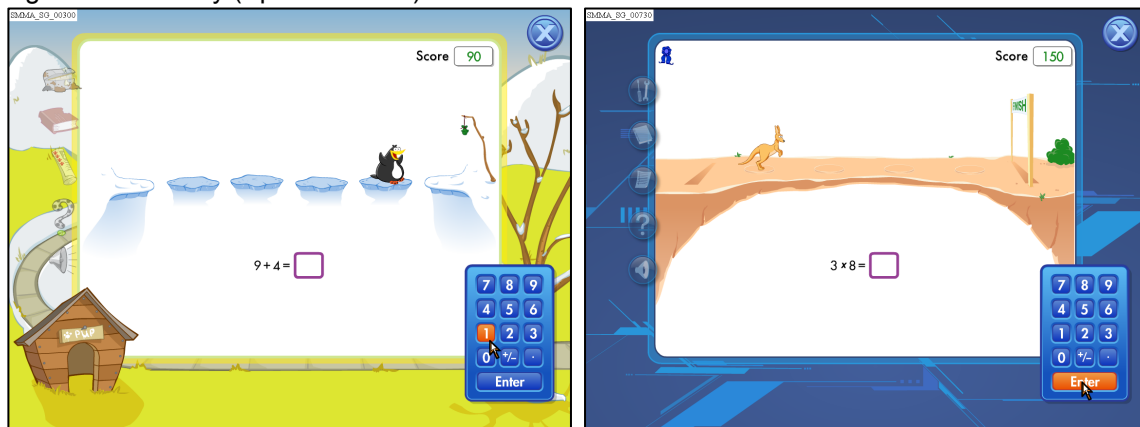 SMMA_SG_00300
Score 90
9 + 4 =
PUP
7 8 9
4 5 6
1 2 3
0 +/- .
Enter
SMMA_SG_00730
Score 150
FINISH
3 × 8 =
7 8 9
4 5 6
1 2 3
0 +/- .
Enter